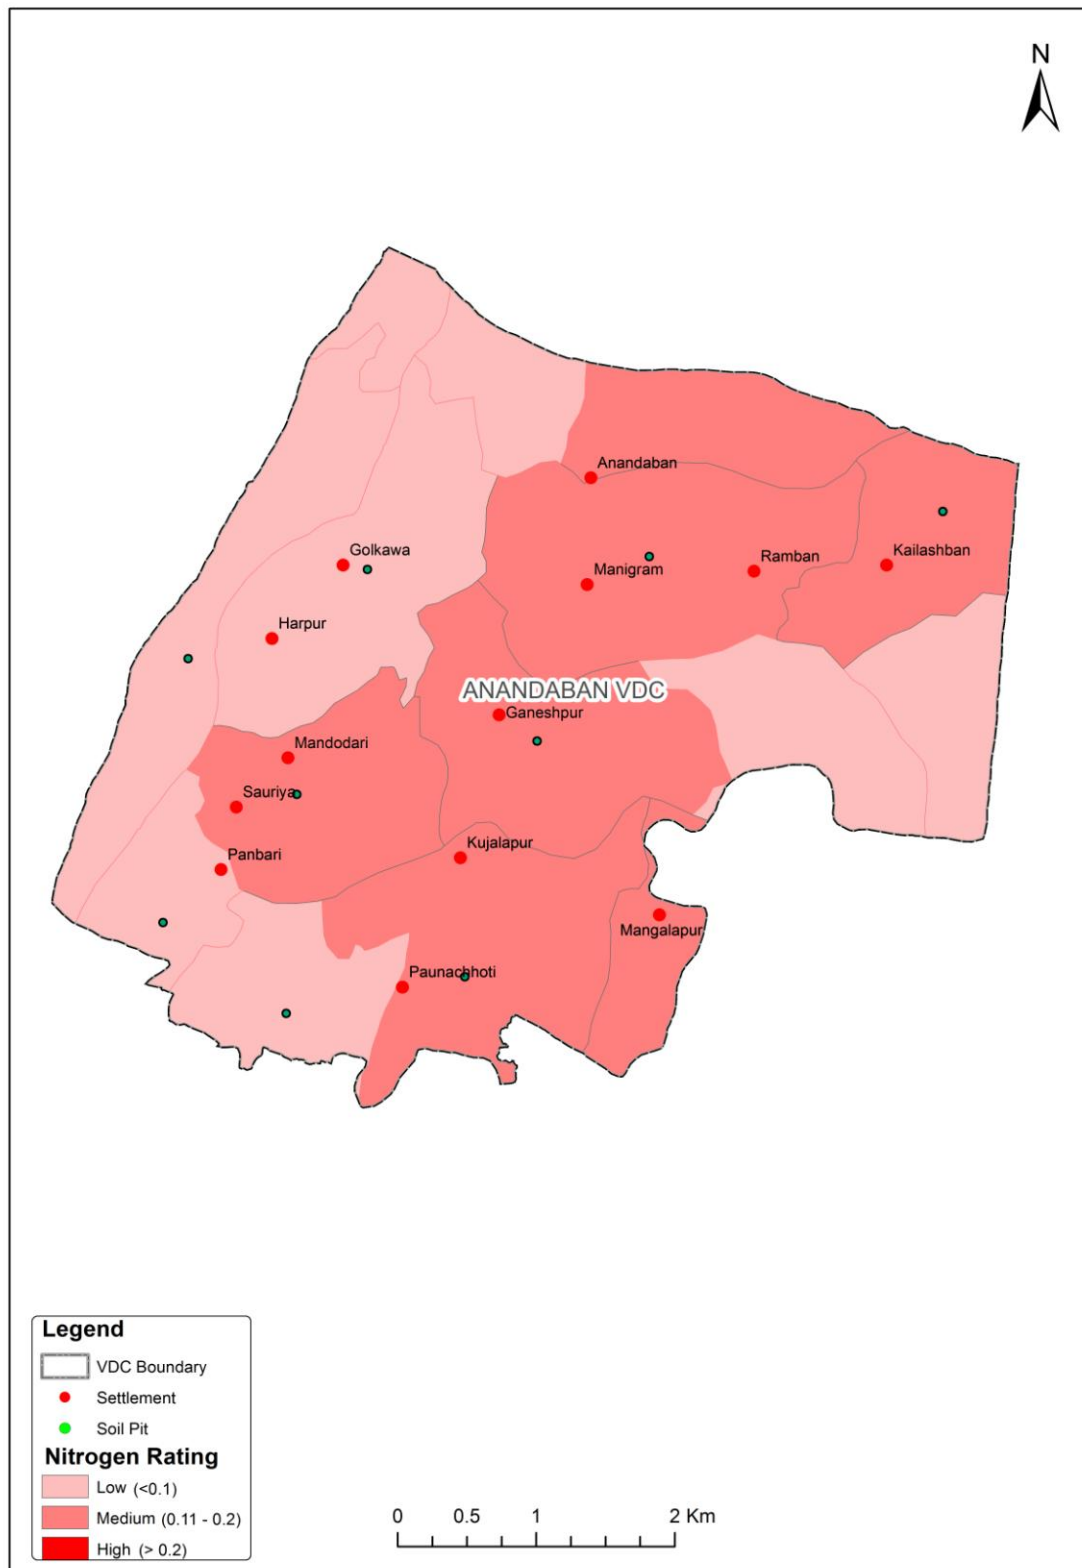 N
Anandaban
Golkawa
Manigram
Ramban
Kailashban
Harpur
ANANDABAN VDC
Ganeshpur
Mandodari
Sauriya
Panbari
Kujalapur
Mangalapur
Paunachhoti
Legend
VDC Boundary
Settlement
Soil Pit
Nitrogen Rating
Low (<0.1)
Medium (0.11 - 0.2)
High (> 0.2)
0 0.5 1 2 Km